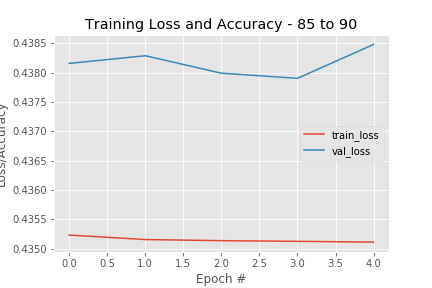 Training Loss and Accuracy - 85 to 90
0.4385
0.4380
0.4375
0.4370
0.4365
0.4360
0.4355
0.4350
Loss/Accuracy
train_loss
val_loss
0.0 0.5 1.0 1.5 2.0 2.5 3.0 3.5 4.0
Epoch #